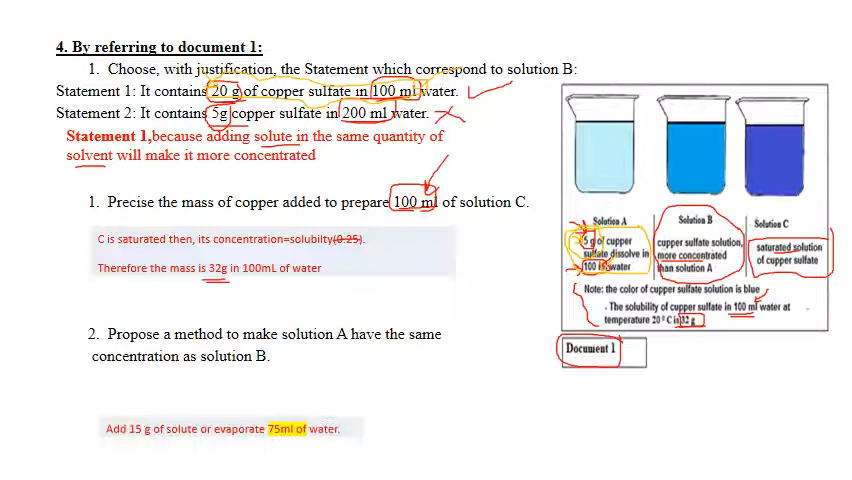 4. By referring to document 1:
1. Choose, with justification, the Statement which correspond to solution B:
Statement 1: It contains 20 g of copper sulfate in 100 ml water.
Statement 2: It contains 5g copper sulfate in 200 ml water.
Statement 1,because adding solute in the same quantity of
solvent will make it more concentrated
1. Precise the mass of copper added to prepare 100 ml of solution C.
C is saturated then, its concentration=solubilty(0.25).
Therefore the mass is 32g in 100mL of water
2. Propose a method to make solution A have the same
concentration as solution B.
Add 15 g of solute or evaporate 75ml of water.
Solution A
5 g of cupper
sulfate dissolve in
100 water
Solution B
cupper sulfate solution,
more concentrated
than solution A
Solution C
saturated solution
of cupper sulfate
Note: the color of cupper sulfate solution is blue
. The solubility of cupper sulfate in 100 ml water at
temperature 20 ° C is 32 g
Document 1